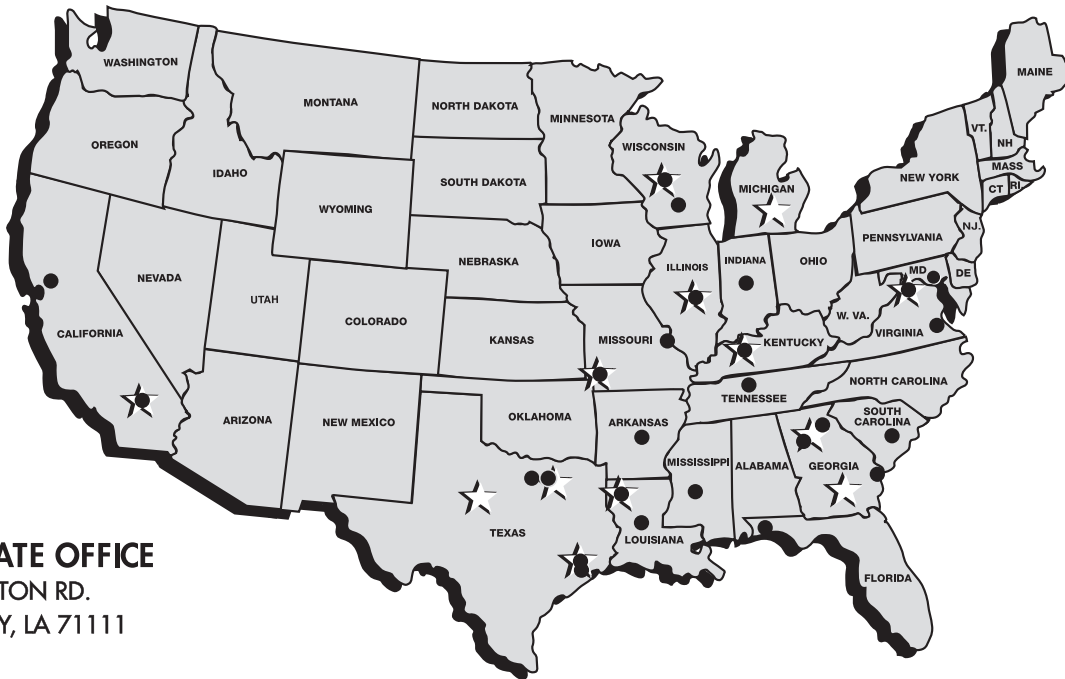 WASHINGTON
MONTANA
NORTH DAKOTA
MINNESOTA
MAINE
OREGON
IDAHO
WISCONSIN
VT.
NH
MASS
SOUTH DAKOTA
MICHIGAN
NEW YORK
CT
RI.
WYOMING
IOWA
PENNSYLVANIA
N.J.
NEBRASKA
ILLINOIS
INDIANA
OHIO
MD
DE
NEVADA
UTAH
COLORADO
CALIFORNIA
KANSAS
MISSOURI
KENTUCKY
W. VA.
VIRGINIA
NORTH CAROLINA
TENNESSEE
ARIZONA
NEW MEXICO
OKLAHOMA
ARKANSAS
SOUTH
CAROLINA
MISSISSIPPI
ALABAMA
GEORGIA
TEXAS
LOUISIANA
FLORIDA
ATE OFFICE
TON RD.
Y, LA 71111